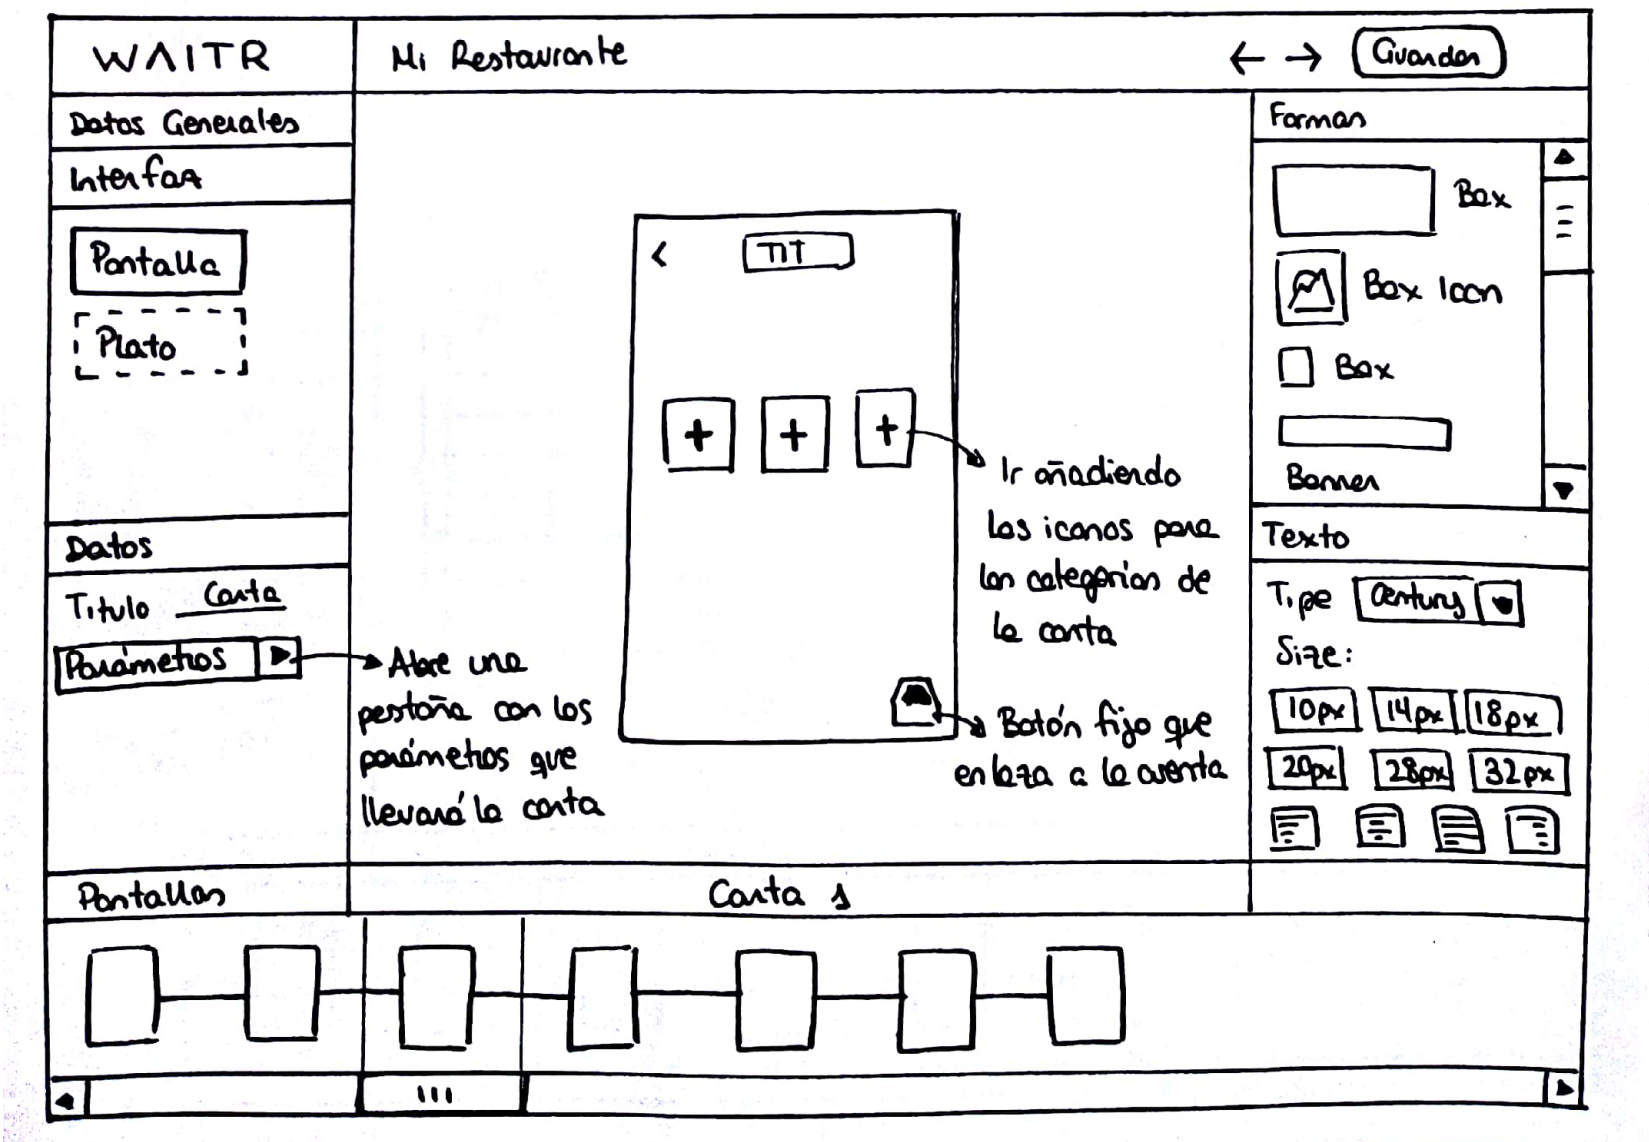 WAITR
Mi Restaurante
← → Guardar
Datos Generales
Interfaz
Pantalla
Plato
Datos
Titulo Carta
Parámetros
Abre una
pestaña con los
parámetros que
llevará la carta
< TIT
+ + +
Ir añadiendo
los iconos para
las categorías de
la carta
Botón fijo que
enlaza a la cuenta
Formas
Box
Box Icon
Box
Banner
Texto
Tipe Century
Size:
10px 14px 18px
20px 28px 32px
Pantallas
Carta 1